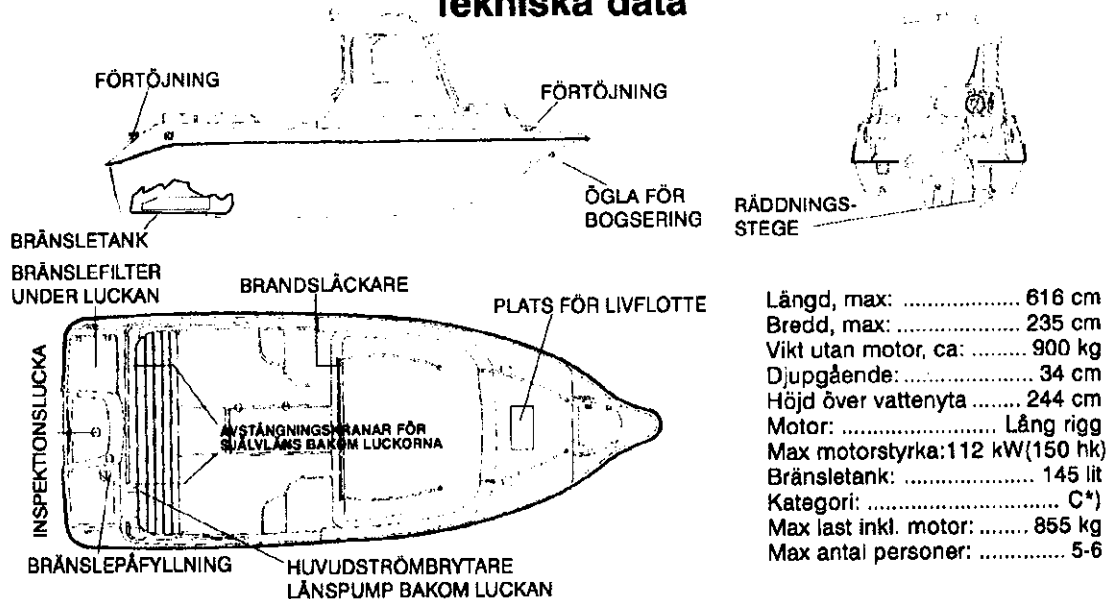 Tekniska data
FÖRTÖJNING
FÖRTÖJNING
ÖGLA FÖR
BOGSERING
RÄDDNINGS-
STEGE
BRÄNSLETANK
BRÄNSLEFILTER
UNDER LUCKAN
BRANDSLÄCKARE
PLATS FÖR LIVFLOTTE
INSPEKTIONSLUCKA
AVSTÄNGNINGSKRANAR FÖR
SJÄLVLÄNS BAKOM LUCKORNA
BRÄNSLEPÅFYLLNING
HUVUDSTRÖMBRYTARE
LÄNSPUMP BAKOM LUCKAN
Längd, max: .................. 616 cm
Bredd, max: .................. 235 cm
Vikt utan motor, ca: ......... 900 kg
Djupgående: .................... 34 cm
Höjd över vattenyta ........ 244 cm
Motor: ...................... Lång rigg
Max motorstyrka:112 kW(150 hk)
Bränsletank: ..................... 145 lit
Kategori: ............................. C*)
Max last inkl. motor: ........ 855 kg
Max antal personer: .............. 5-6